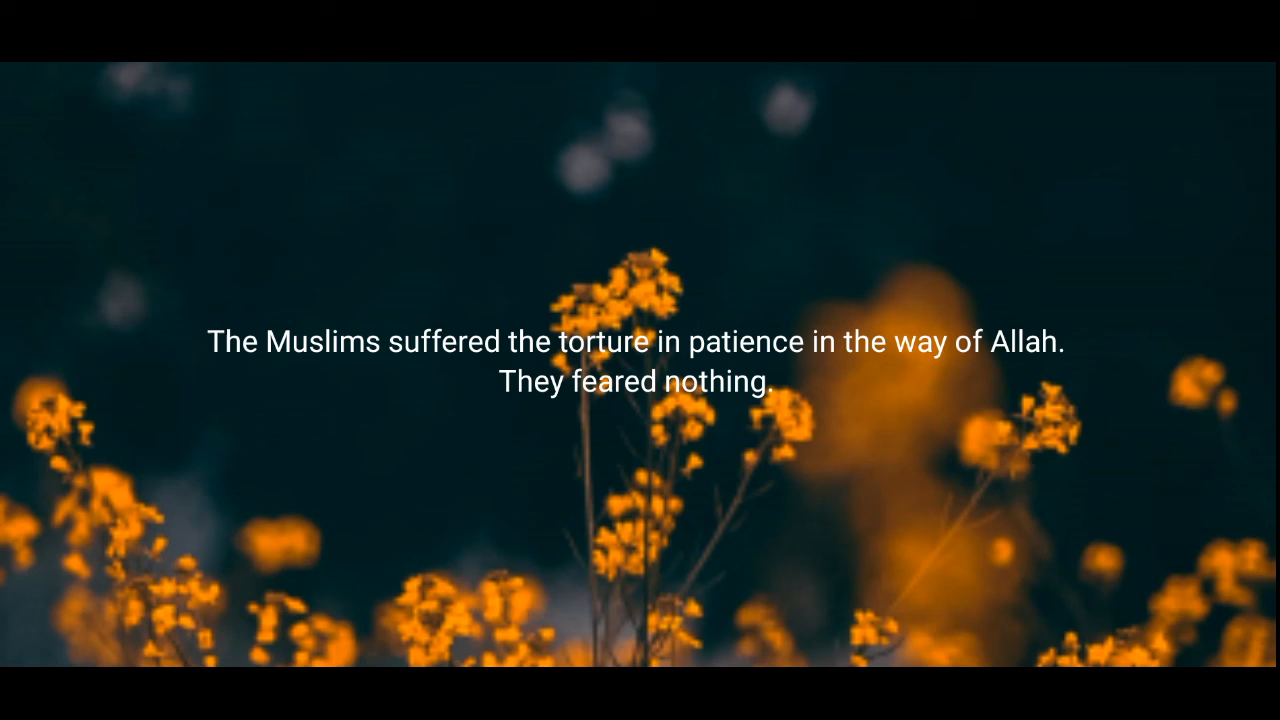 The Muslims suffered the torture in patience in the way of Allah.
They feared nothing.